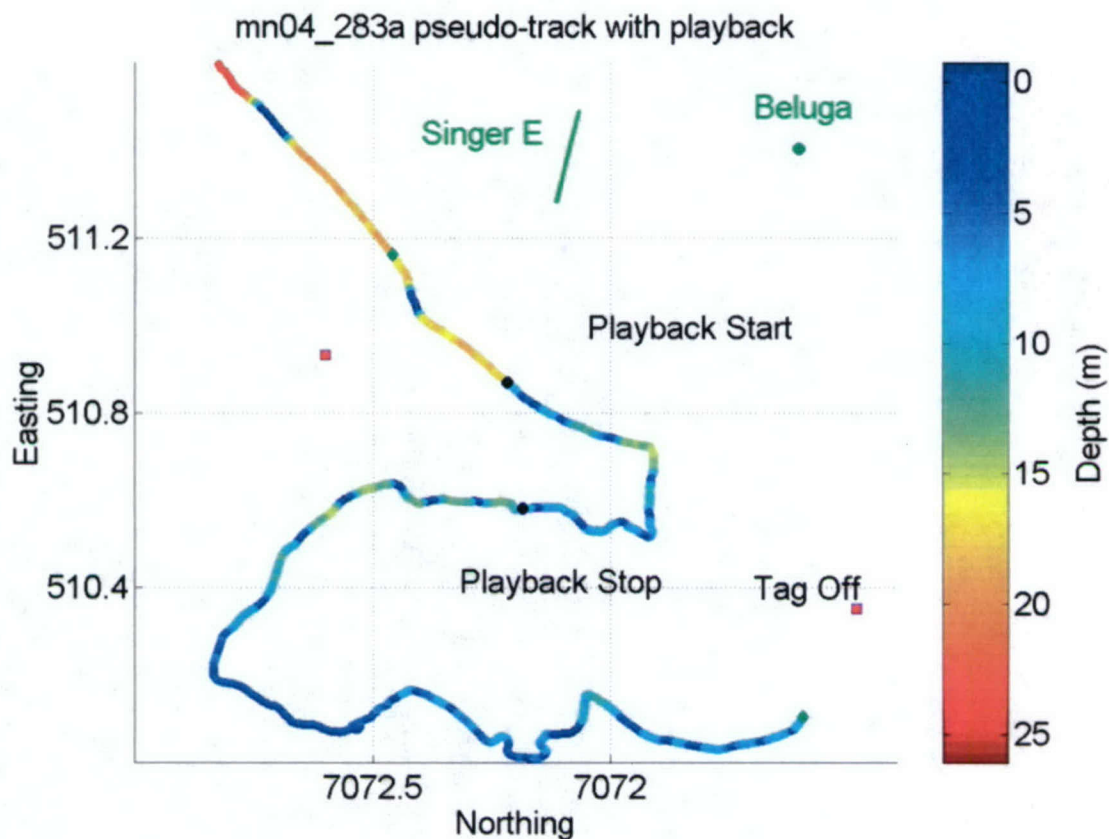 mn04_283a pseudo-track with playback
Singer E
Beluga
0
5
10
15
20
25
Depth (m)
511.2
510.8
510.4
Easting
Playback Start
Playback Stop
Tag Off
7072.5
7072
Northing